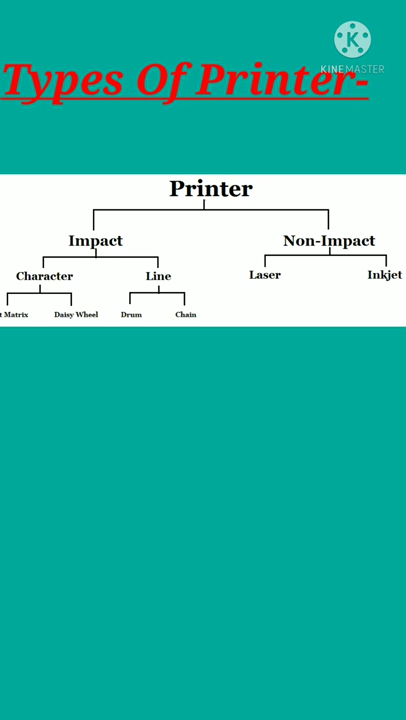 K
KINEMASTER
Types Of Printer-
Printer
Impact Non-Impact
Character Line Laser Inkjet
t Matrix Daisy Wheel Drum Chain